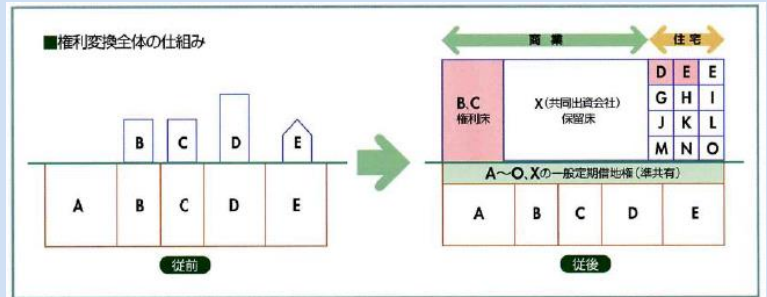 ■権利変換全体の仕組み
B
C
D
E
A
B
C
D
E
従前
商業
住宅
B,C
権利床
X(共同出資会社)
保留床
D E E
G H I
J K L
M N O
A〜O、Xの一般定期借地権(準共有)
A
B
C
D
E
従後